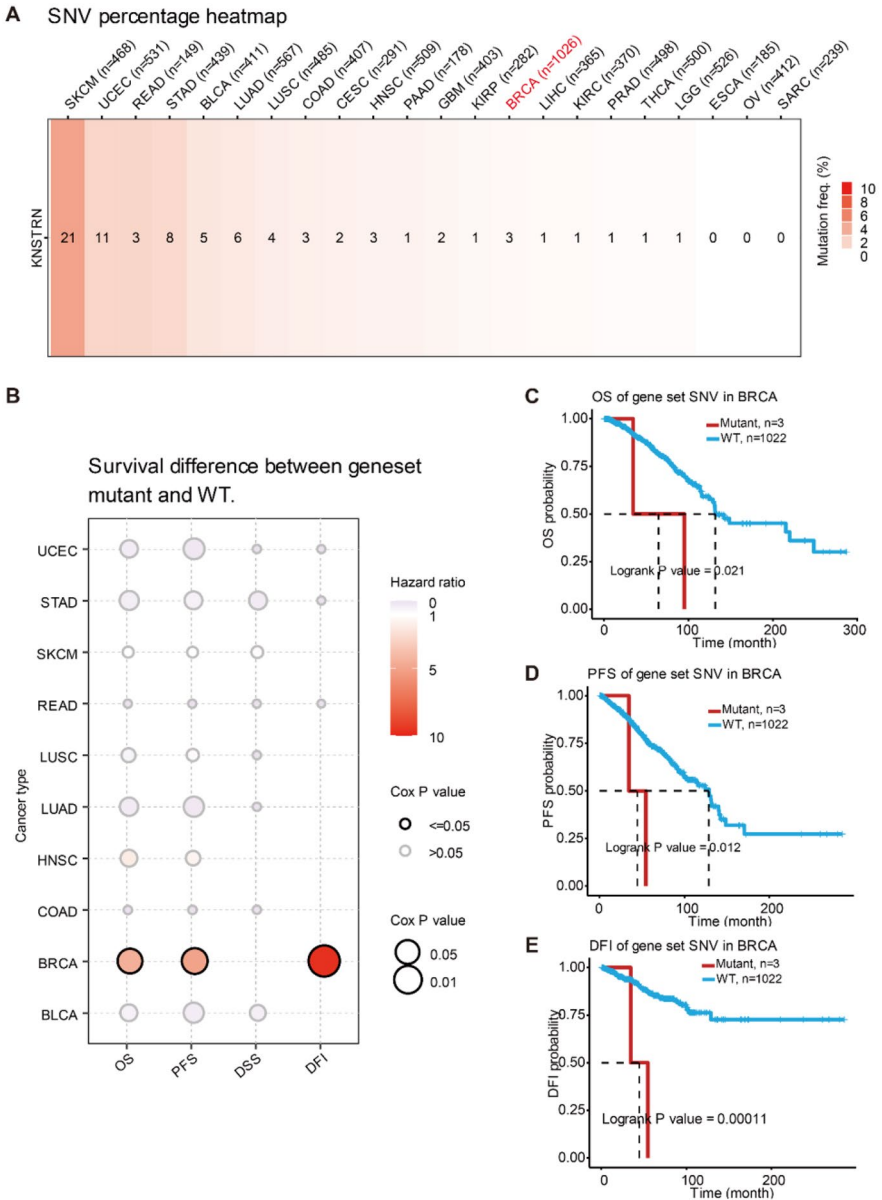 A SNV percentage heatmap
SKCM (n=468)
UCEC (n=531)
READ (n=149)
STAD (n=439)
BLCA (n=411)
LUAD (n=567)
LUSC (n=485)
COAD (n=407)
CESC (n=291)
HNSC (n=509)
PAAD (n=178)
GBM (n=403)
KIRP (n=282)
BRCA (n=1026)
LIHC (n=365)
KIRC (n=370)
PRAD (n=498)
THCA (n=500)
LGG (n=526)
ESCA (n=185)
OV (n=412)
SARC (n=239)
KNSTRN
21 11 3 8 5 6 4 3 2 3 1 2 1 3 1 1 1 1 1 0 0 0
Mutation freq. (%)
10
8
6
4
2
0
B
Survival difference between geneset
mutant and WT.
Cancer type
UCEC
STAD
SKCM
READ
LUSC
LUAD
HNSC
COAD
BRCA
BLCA
OS PFS DSS DFI
Hazard ratio
0
1
5
10
Cox P value
<=0.05
>0.05
Cox P value
0.05
0.01
C OS of gene set SNV in BRCA
Mutant, n=3
WT, n=1022
OS probability
1.00
0.75
0.50
0.25
0.00
Logrank P value = 0.021
0 100 200 300
Time (month)
D PFS of gene set SNV in BRCA
Mutant, n=3
WT, n=1022
PFS probability
1.00
0.75
0.50
0.25
0.00
Logrank P value = 0.012
0 100 200
Time (month)
E DFI of gene set SNV in BRCA
Mutant, n=3
WT, n=1022
DFI probability
1.00
0.75
0.50
0.25
0.00
Logrank P value = 0.00011
0 100 200
Time (month)